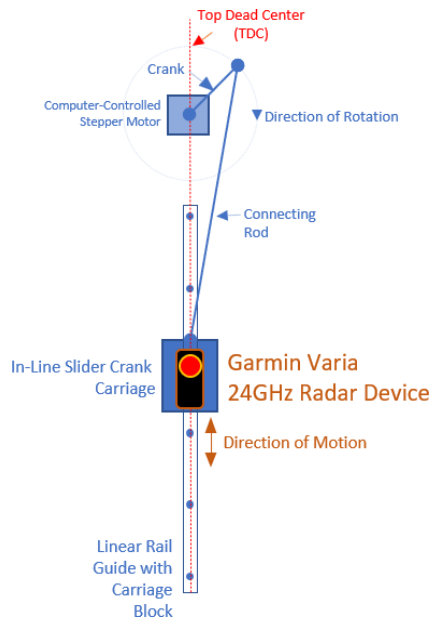 Top Dead Center
(TDC)
Crank
Computer-Controlled
Stepper Motor
Direction of Rotation
Connecting
Rod
In-Line Slider Crank
Carriage
Garmin Varia
24GHz Radar Device
Direction of Motion
Linear Rail
Guide with
Carriage
Block